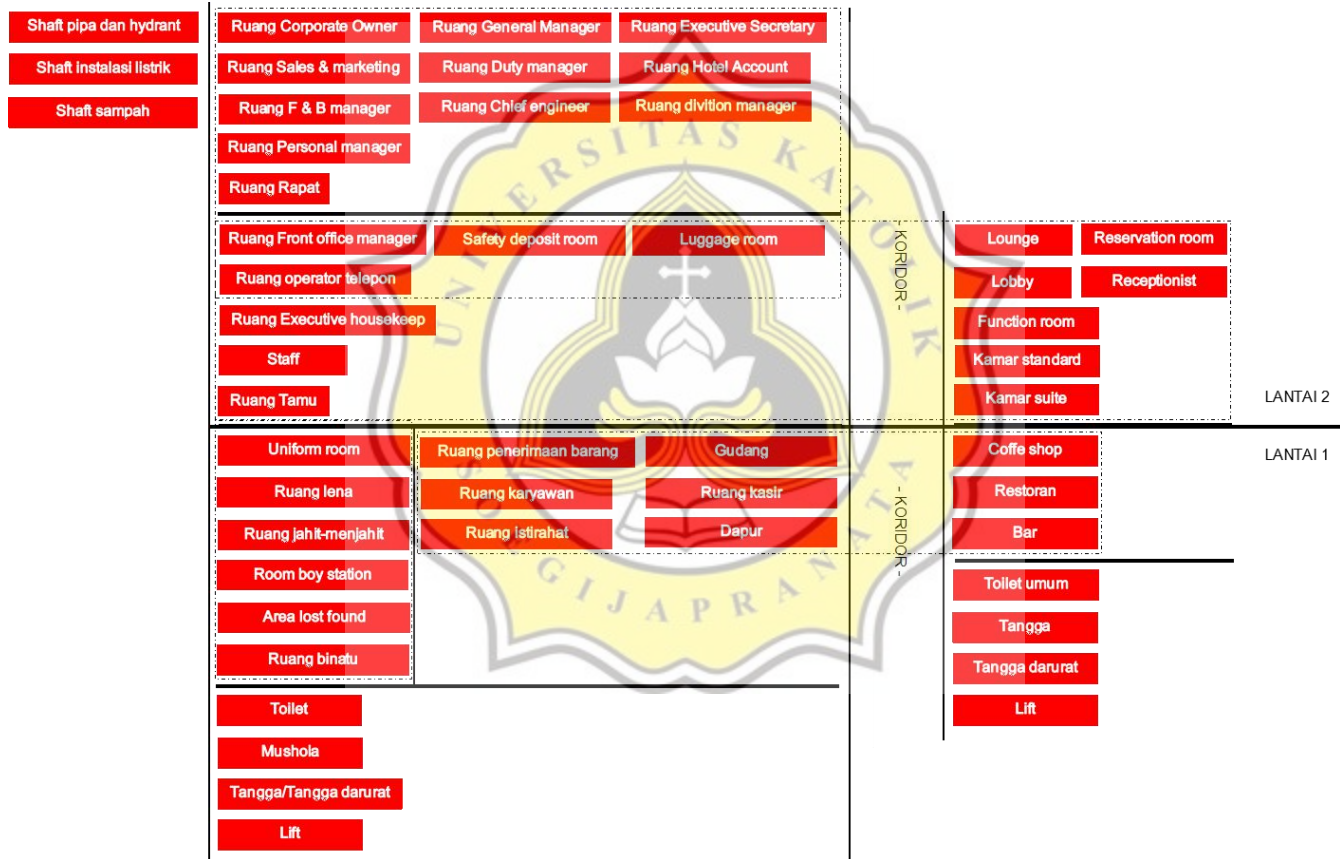 Shaft pipa dan hydrant
Shaft instalasi listrik
Shaft sampah
Ruang Corporate Owner
Ruang General Manager
Ruang Executive Secretary
Ruang Sales & marketing
Ruang Duty manager
Ruang Hotel Account
Ruang F & B manager
Ruang Chief engineer
Ruang divition manager
Ruang Personal manager
Ruang Rapat
Ruang Front office manager
Safety deposit room
Luggage room
Ruang operator telepon
Ruang Executive housekeep
Staff
Ruang Tamu
- KORIDOR -
Lounge
Reservation room
Lobby
Receptionist
Function room
Kamar standard
Kamar suite
LANTAI 2
LANTAI 1
Uniform room
Ruang lena
Ruang jahit-menjahit
Room boy station
Area lost found
Ruang binatu
Ruang penerimaan barang
Gudang
Ruang karyawan
Ruang kasir
Ruang istirahat
Dapur
- KORIDOR -
Coffe shop
Restoran
Bar
Toilet umum
Tangga
Tangga darurat
Lift
Toilet
Mushola
Tangga/Tangga darurat
Lift
UNIVERSITAS KATOLIK
SOEGIJAPRANATA